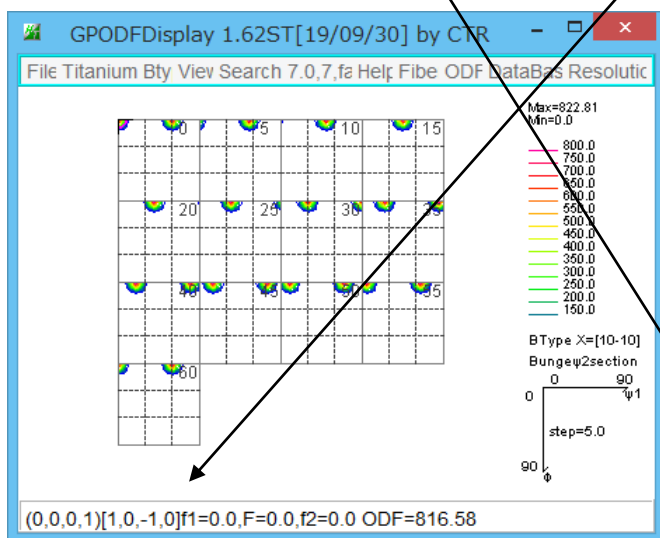 GPODFDisplay 1.62ST[19/09/30] by CTR
File Titanium Bty View Search 7.0,7,fa Help Fibe ODF DataBas Resolutic
Max=822.81
Min=0.0
800.0
750.0
700.0
650.0
600.0
550.0
500.0
450.0
400.0
350.0
300.0
250.0
200.0
150.0
0 5 10 15
20 25 30 35
40 45 50 55
60
BType X=[10-10]
Bungeψ2section
0 90
0 ψ1
step=5.0
90
ϕ
(0,0,0,1)[1,0,-1,0]f1=0.0,F=0.0,f2=0.0 ODF=816.58